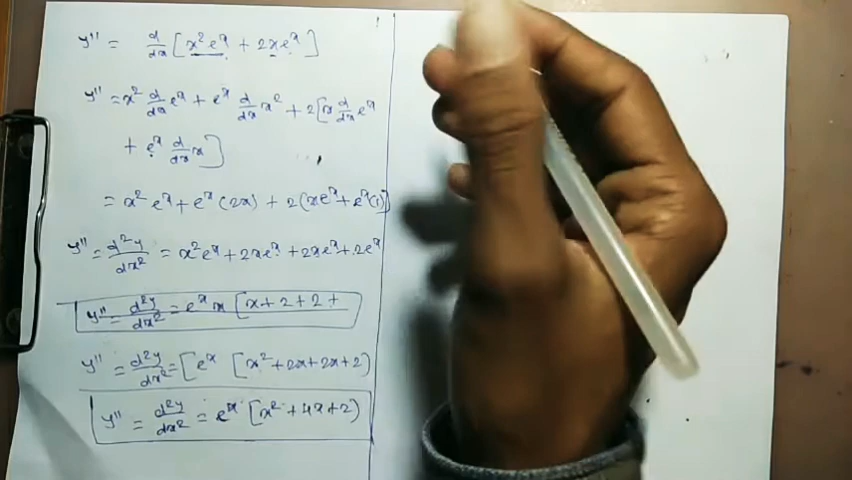 y'' = d/dx [x²eˣ + 2xeˣ]
y'' = x² d/dx eˣ + eˣ d/dx x² + 2[x d/dx eˣ
+ eˣ d/dx x]
= x² eˣ + eˣ(2x) + 2(xeˣ + eˣ(1)]
y'' = d²y/dx² = x²eˣ + 2xeˣ + 2xeˣ + 2eˣ
y'' = d²y/dx² = eˣ x [x + 2 + 2 +
y'' = d²y/dx² = [eˣ [x² + 2x + 2x + 2)
y'' = d²y/dx² = eˣ [x² + 4x + 2)